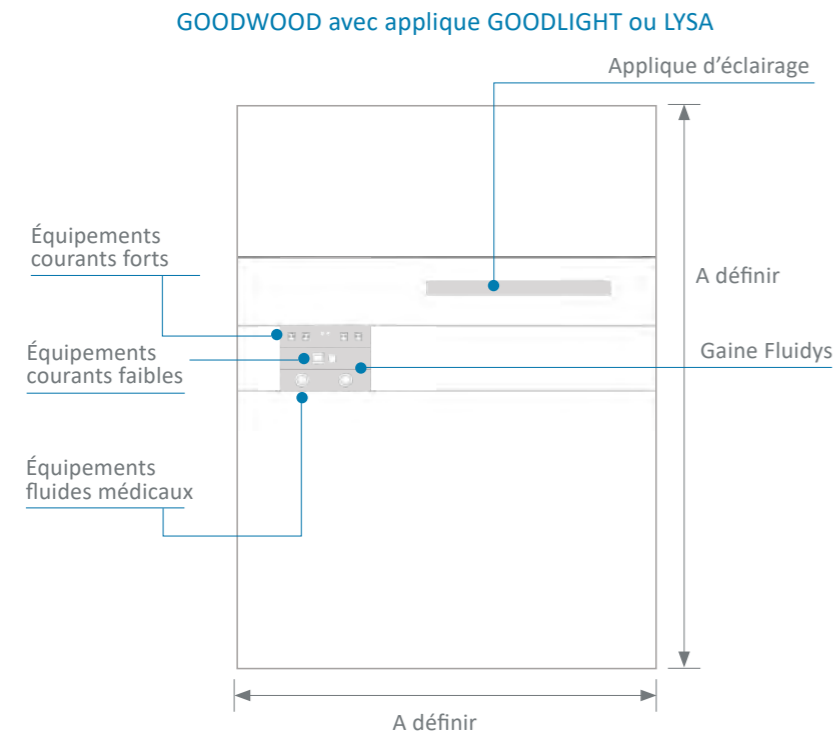 GOODWOOD avec applique GOODLIGHT ou LYSA
Applique d’éclairage
Équipements
courants forts
A définir
Gaine Fluidys
Équipements
courants faibles
Équipements
fluides médicaux
A définir